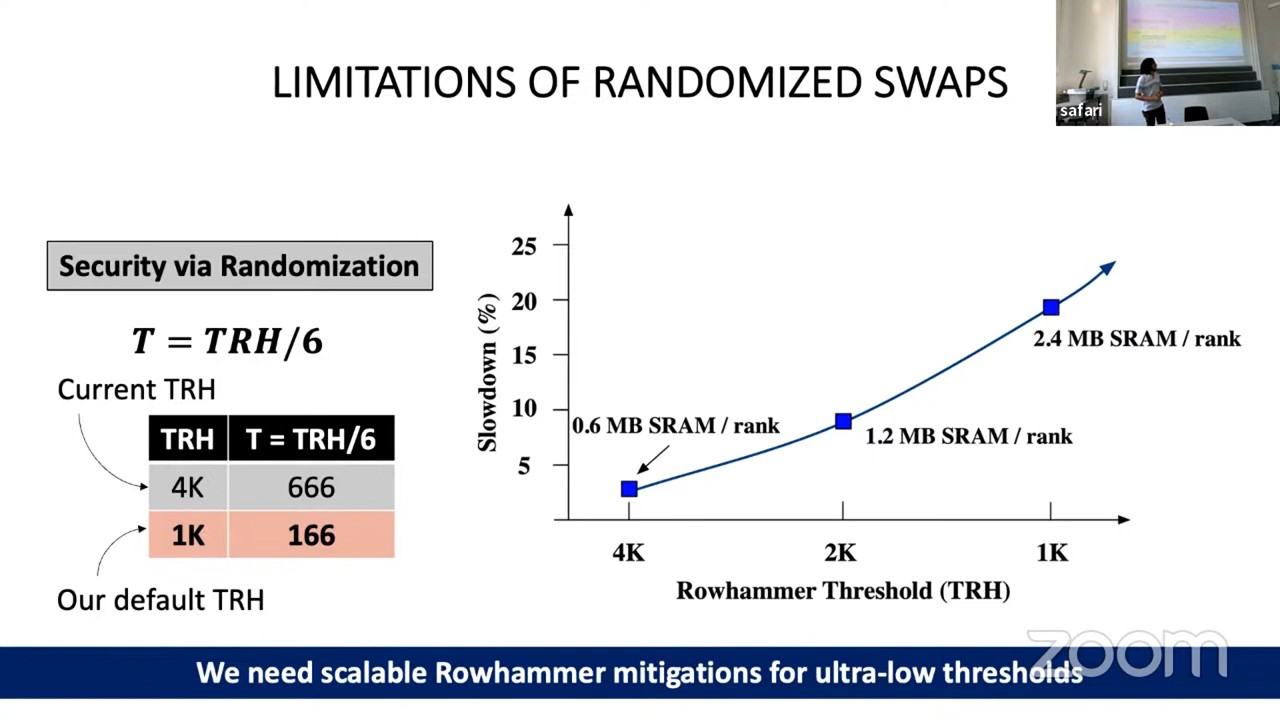 LIMITATIONS OF RANDOMIZED SWAPS
safari
Security via Randomization
T = TRH/6
Current TRH
TRH T = TRH/6
4K 666
1K 166
Our default TRH
Slowdown (%)
25
20
15
10
5
0.6 MB SRAM / rank
1.2 MB SRAM / rank
2.4 MB SRAM / rank
4K 2K 1K
Rowhammer Threshold (TRH)
We need scalable Rowhammer mitigations for ultra-low thresholds
zoom